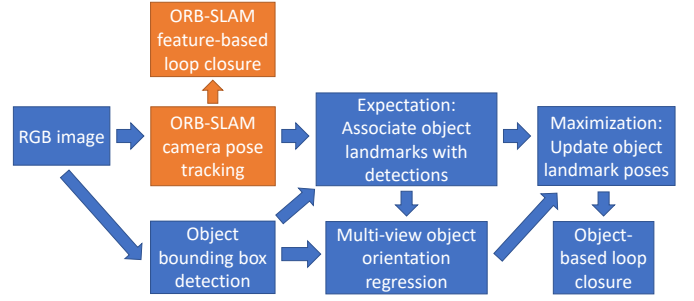 ORB-SLAM
feature-based
loop closure
RGB image
ORB-SLAM
camera pose
tracking
Expectation:
Associate object
landmarks with
detections
Maximization:
Update object
landmark poses
Object
bounding box
detection
Multi-view object
orientation
regression
Object-
based loop
closure